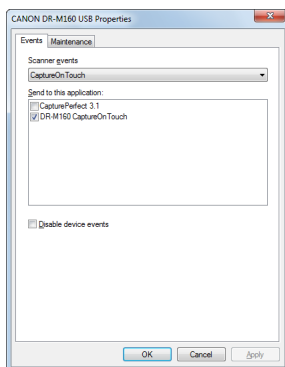 CANON DR-M160 USB Properties
Events Maintenance
Scanner events
CaptureOnTouch
Send to this application:
CapturePerfect 3.1
DR-M160 CaptureOnTouch
Disable device events
OK Cancel Apply